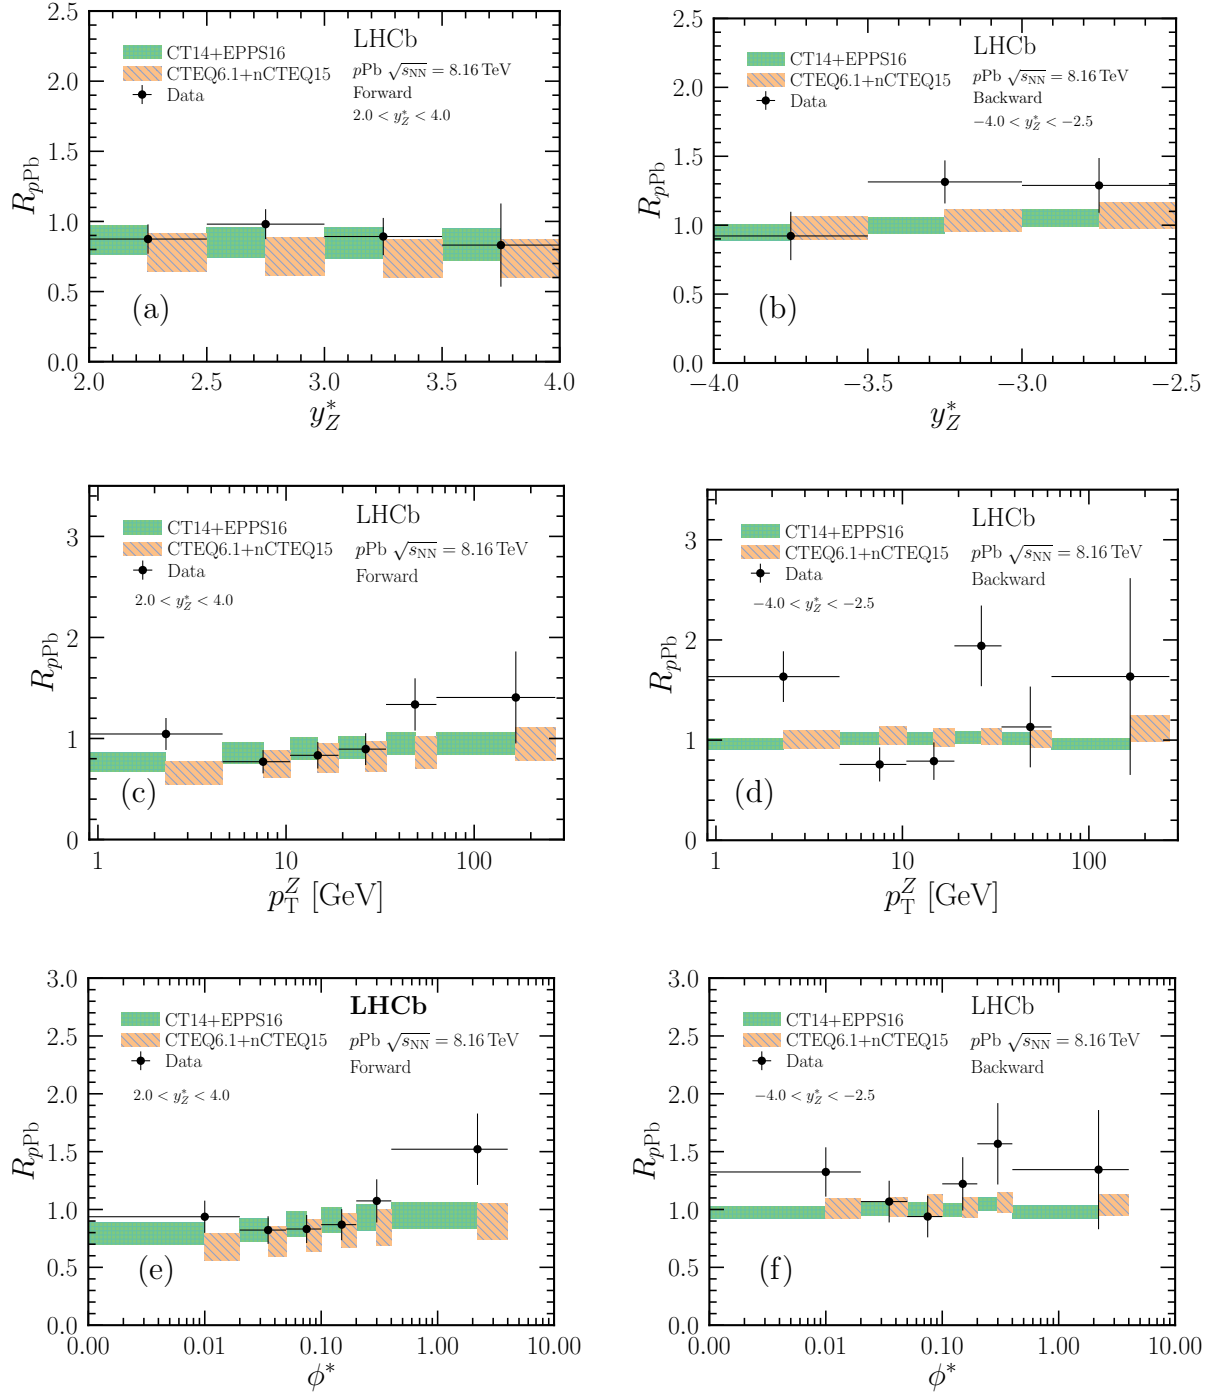 2.5
2.0
1.5
1.0
0.5
0.0
R_pPb
CT14+EPPS16
CTEQ6.1+nCTEQ15
Data
LHCb
pPb √s_NN = 8.16 TeV
Forward
2.0 < y*_Z < 4.0
(a)
2.0 2.5 3.0 3.5 4.0
y*_Z
2.5
2.0
1.5
1.0
0.5
0.0
R_pPb
CT14+EPPS16
CTEQ6.1+nCTEQ15
Data
LHCb
pPb √s_NN = 8.16 TeV
Backward
−4.0 < y*_Z < −2.5
(b)
−4.0 −3.5 −3.0 −2.5
y*_Z
3
2
1
0
R_pPb
CT14+EPPS16
CTEQ6.1+nCTEQ15
Data
2.0 < y*_Z < 4.0
LHCb
pPb √s_NN = 8.16 TeV
Forward
(c)
1 10 100
p_T^Z [GeV]
3
2
1
0
R_pPb
CT14+EPPS16
CTEQ6.1+nCTEQ15
Data
−4.0 < y*_Z < −2.5
LHCb
pPb √s_NN = 8.16 TeV
Backward
(d)
1 10 100
p_T^Z [GeV]
3.0
2.5
2.0
1.5
1.0
0.5
0.0
R_pPb
CT14+EPPS16
CTEQ6.1+nCTEQ15
Data
2.0 < y*_Z < 4.0
LHCb
pPb √s_NN = 8.16 TeV
Forward
(e)
0.00 0.01 0.10 1.00 10.00
ϕ*
3.0
2.5
2.0
1.5
1.0
0.5
0.0
R_pPb
CT14+EPPS16
CTEQ6.1+nCTEQ15
Data
−4.0 < y*_Z < −2.5
LHCb
pPb √s_NN = 8.16 TeV
Backward
(f)
0.00 0.01 0.10 1.00 10.00
ϕ*